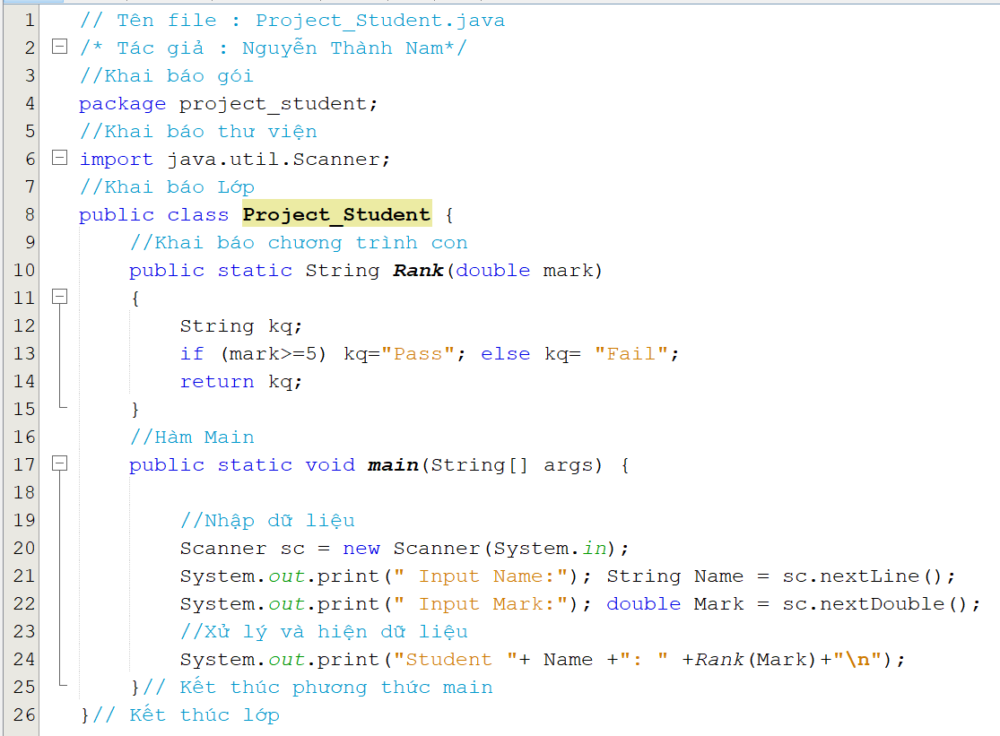 1 // Tên file : Project_Student.java
2 /* Tác giả : Nguyễn Thành Nam*/
3 //Khai báo gói
4 package project_student;
5 //Khai báo thư viện
6 import java.util.Scanner;
7 //Khai báo Lớp
8 public class Project_Student {
9 //Khai báo chương trình con
10 public static String Rank(double mark)
11 {
12 String kq;
13 if (mark>=5) kq="Pass"; else kq= "Fail";
14 return kq;
15 }
16 //Hàm Main
17 public static void main(String[] args) {
18
19 //Nhập dữ liệu
20 Scanner sc = new Scanner(System.in);
21 System.out.print(" Input Name:"); String Name = sc.nextLine();
22 System.out.print(" Input Mark:"); double Mark = sc.nextDouble();
23 //Xử lý và hiện dữ liệu
24 System.out.print("Student "+ Name +": " +Rank(Mark)+"\n");
25 }// Kết thúc phương thức main
26 }// Kết thúc lớp